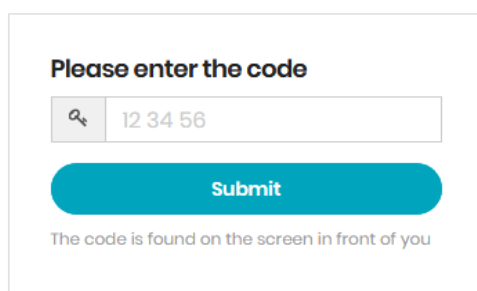 Please enter the code
12 34 56
Submit
The code is found on the screen in front of you